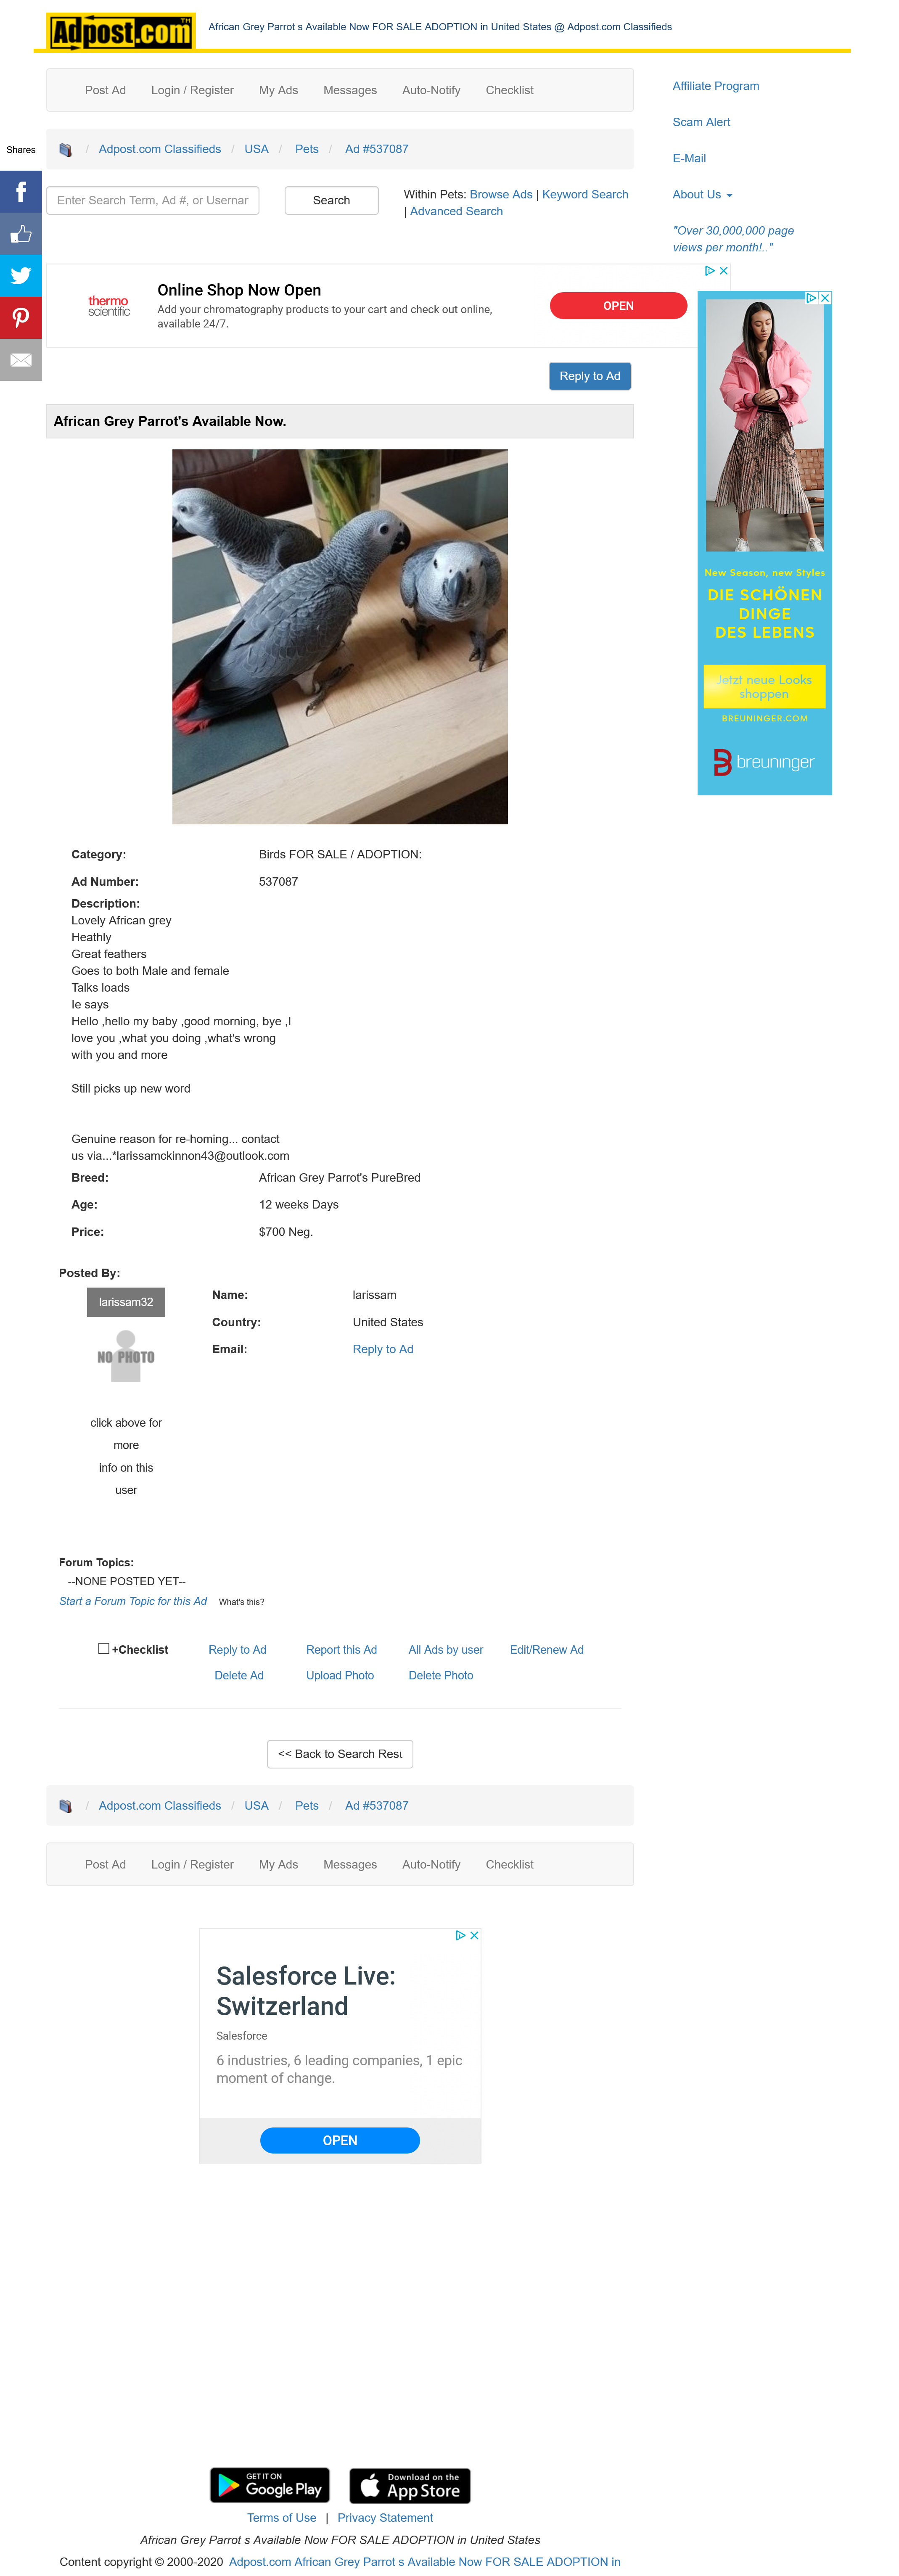 Adpost.com™
African Grey Parrot s Available Now FOR SALE ADOPTION in United States @ Adpost.com Classifieds
Post Ad Login / Register My Ads Messages Auto-Notify Checklist
Affiliate Program
Scam Alert
E-Mail
About Us
"Over 30,000,000 page
views per month!.."
Shares
/ Adpost.com Classifieds / USA / Pets / Ad #537087
Enter Search Term, Ad #, or Usernar
Search
Within Pets: Browse Ads | Keyword Search
| Advanced Search
thermo
scientific
Online Shop Now Open
Add your chromatography products to your cart and check out online,
available 24/7.
OPEN
Reply to Ad
New Season, new Styles
DIE SCHÖNEN
DINGE
DES LEBENS
Jetzt neue Looks
shoppen
BREUNINGER.COM
breuninger
African Grey Parrot's Available Now.
Category: Birds FOR SALE / ADOPTION:
Ad Number: 537087
Description:
Lovely African grey
Heathly
Great feathers
Goes to both Male and female
Talks loads
Ie says
Hello ,hello my baby ,good morning, bye ,I
love you ,what you doing ,what's wrong
with you and more
Still picks up new word
Genuine reason for re-homing... contact
us via...*larissamckinnon43@outlook.com
Breed: African Grey Parrot's PureBred
Age: 12 weeks Days
Price: $700 Neg.
Posted By:
larissam32
NO PHOTO
click above for
more
info on this
user
Name: larissam
Country: United States
Email: Reply to Ad
Forum Topics:
--NONE POSTED YET--
Start a Forum Topic for this Ad What's this?
+Checklist Reply to Ad Report this Ad All Ads by user Edit/Renew Ad
Delete Ad Upload Photo Delete Photo
<< Back to Search Resu
/ Adpost.com Classifieds / USA / Pets / Ad #537087
Post Ad Login / Register My Ads Messages Auto-Notify Checklist
Salesforce Live:
Switzerland
Salesforce
6 industries, 6 leading companies, 1 epic
moment of change.
OPEN
GET IT ON
Google Play
Download on the
App Store
Terms of Use | Privacy Statement
African Grey Parrot s Available Now FOR SALE ADOPTION in United States
Content copyright © 2000-2020 Adpost.com African Grey Parrot s Available Now FOR SALE ADOPTION in